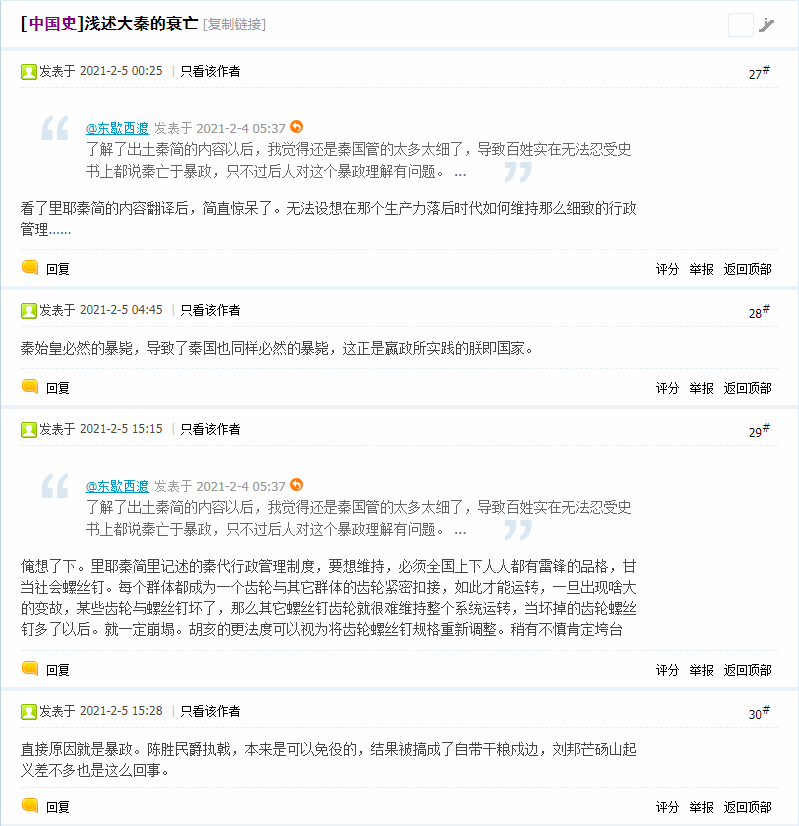 [中国史]浅述大秦的衰亡 [复制链接]
发表于 2021-2-5 00:25 | 只看该作者 27#
@东歇西渡 发表于 2021-2-4 05:37
了解了出土秦简的内容以后，我觉得还是秦国管的太多太细了，导致百姓实在无法忍受史
书上都说秦亡于暴政，只不过后人对这个暴政理解有问题。 ...
看了里耶秦简的内容翻译后，简直惊呆了。无法设想在那个生产力落后时代如何维持那么细致的行政
管理......
回复 评分 举报 返回顶部
发表于 2021-2-5 04:45 | 只看该作者 28#
秦始皇必然的暴毙，导致了秦国也同样必然的暴毙，这正是嬴政所实践的朕即国家。
回复 评分 举报 返回顶部
发表于 2021-2-5 15:15 | 只看该作者 29#
@东歇西渡 发表于 2021-2-4 05:37
了解了出土秦简的内容以后，我觉得还是秦国管的太多太细了，导致百姓实在无法忍受史
书上都说秦亡于暴政，只不过后人对这个暴政理解有问题。 ...
俺想了下。里耶秦简里记述的秦代行政管理制度，要想维持，必须全国上下人人都有雷锋的品格，甘
当社会螺丝钉。每个群体都成为一个齿轮与其它群体的齿轮紧密扣接，如此才能运转，一旦出现啥大
的变故，某些齿轮与螺丝钉坏了，那么其它螺丝钉齿轮就很难维持整个系统运转，当坏掉的齿轮螺丝
钉多了以后。就一定崩塌。胡亥的更法度可以视为将齿轮螺丝钉规格重新调整。稍有不慎肯定垮台
回复 评分 举报 返回顶部
发表于 2021-2-5 15:28 | 只看该作者 30#
直接原因就是暴政。陈胜民爵执戟，本来是可以免役的，结果被搞成了自带干粮戍边，刘邦芒砀山起
义差不多也是这么回事。
回复 评分 举报 返回顶部